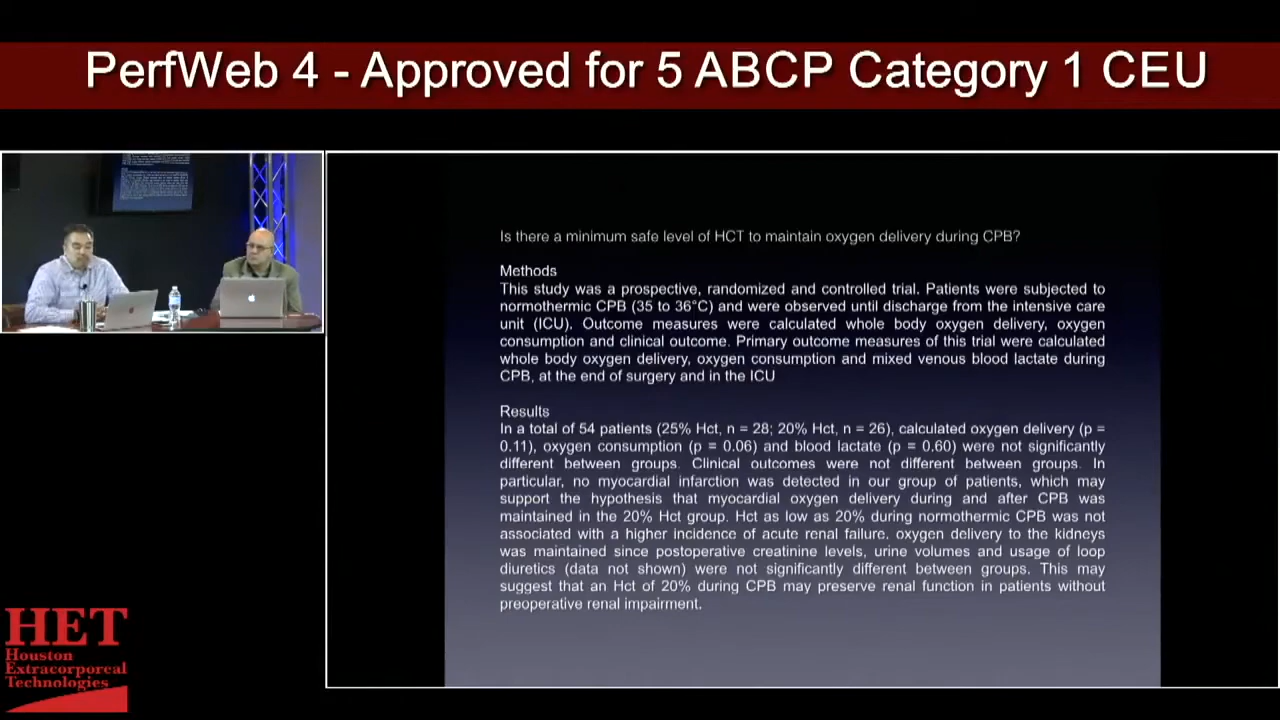 PerfWeb 4 - Approved for 5 ABCP Category 1 CEU
Is there a minimum safe level of HCT to maintain oxygen delivery during CPB?
Methods
This study was a prospective, randomized and controlled trial. Patients were subjected to
normothermic CPB (35 to 36°C) and were observed until discharge from the intensive care
unit (ICU). Outcome measures were calculated whole body oxygen delivery, oxygen
consumption and clinical outcome. Primary outcome measures of this trial were calculated
whole body oxygen delivery, oxygen consumption and mixed venous blood lactate during
CPB, at the end of surgery and in the ICU
Results
In a total of 54 patients (25% Hct, n = 28; 20% Hct, n = 26), calculated oxygen delivery (p =
0.11), oxygen consumption (p = 0.06) and blood lactate (p = 0.60) were not significantly
different between groups. Clinical outcomes were not different between groups. In
particular, no myocardial infarction was detected in our group of patients, which may
support the hypothesis that myocardial oxygen delivery during and after CPB was
maintained in the 20% Hct group. Hct as low as 20% during normothermic CPB was not
associated with a higher incidence of acute renal failure. oxygen delivery to the kidneys
was maintained since postoperative creatinine levels, urine volumes and usage of loop
diuretics (data not shown) were not significantly different between groups. This may
suggest that an Hct of 20% during CPB may preserve renal function in patients without
preoperative renal impairment.
HET
Houston
Extracorporeal
Technologies